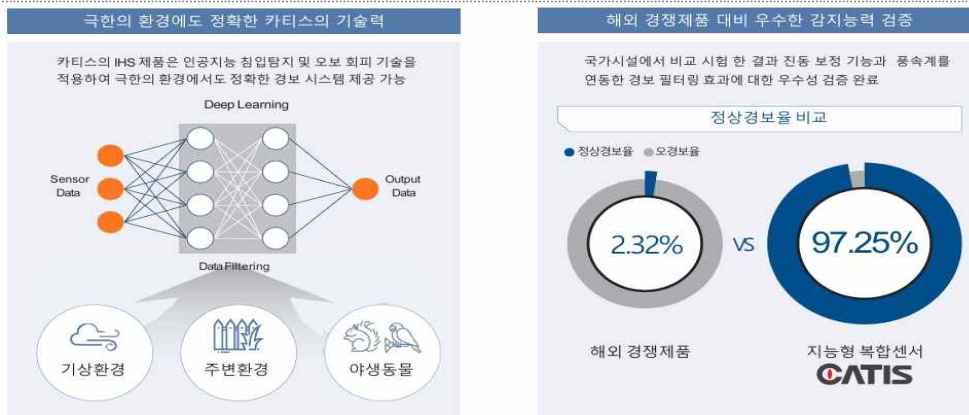 극한의 환경에도 정확한 카티스의 기술력
카티스의 IHS 제품은 인공지능 침입탐지 및 오보 회피 기술을
적용하여 극한의 환경에서도 정확한 경보 시스템 제공 가능
Deep Learning
Sensor
Data
Output
Data
Data Filtering
기상환경
주변환경
야생동물
해외 경쟁제품 대비 우수한 감지능력 검증
국가시설에서 비교 시험 한 결과 진동 보정 기능과 풍속계를
연동한 경보 필터링 효과에 대한 우수성 검증 완료
정상경보율 비교
정상경보율 오경보율
2.32%
VS
97.25%
해외 경쟁제품
지능형 복합센서
CATIS